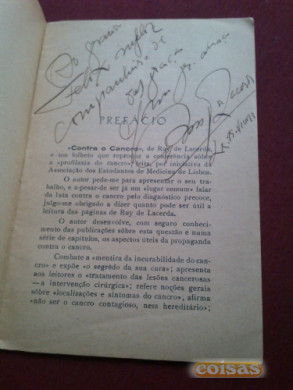 PREFÁCIO
«Contra o Cancro», de Ruy de Lacerda,
é um folheto que reproduz a conferência sôbre
a «profilaxia do cancro» feita por iniciativa da
Associação dos Estudantes de Medicina de Lisboa.
O autor pede-me para apresentar o seu tra-
balho, e a-pesar-de ser já um «logar comum» falar
da luta contra o cancro pelo diagnóstico precoce,
julgo-me obrigado a dizer quanto pode ser útil a
leitura das páginas de Ruy de Lacerda.
O autor desenvolve, com seguro conhecimento
das publicações sôbre esta questão e numa
série de capítulos, os aspectos úteis da propaganda
contra o cancro.
Combate a «mentira da incurabilidade do can-
cro» e expõe «o segrêdo da sua cura»; apresenta
aos leitores o «tratamento das lesões cancerosas
—a intervenção cirúrgica»; refere noções gerais
sôbre «localizações e sintomas do cancro», afirma
«não ser o cancro contagioso, nem hereditário»;
coisas